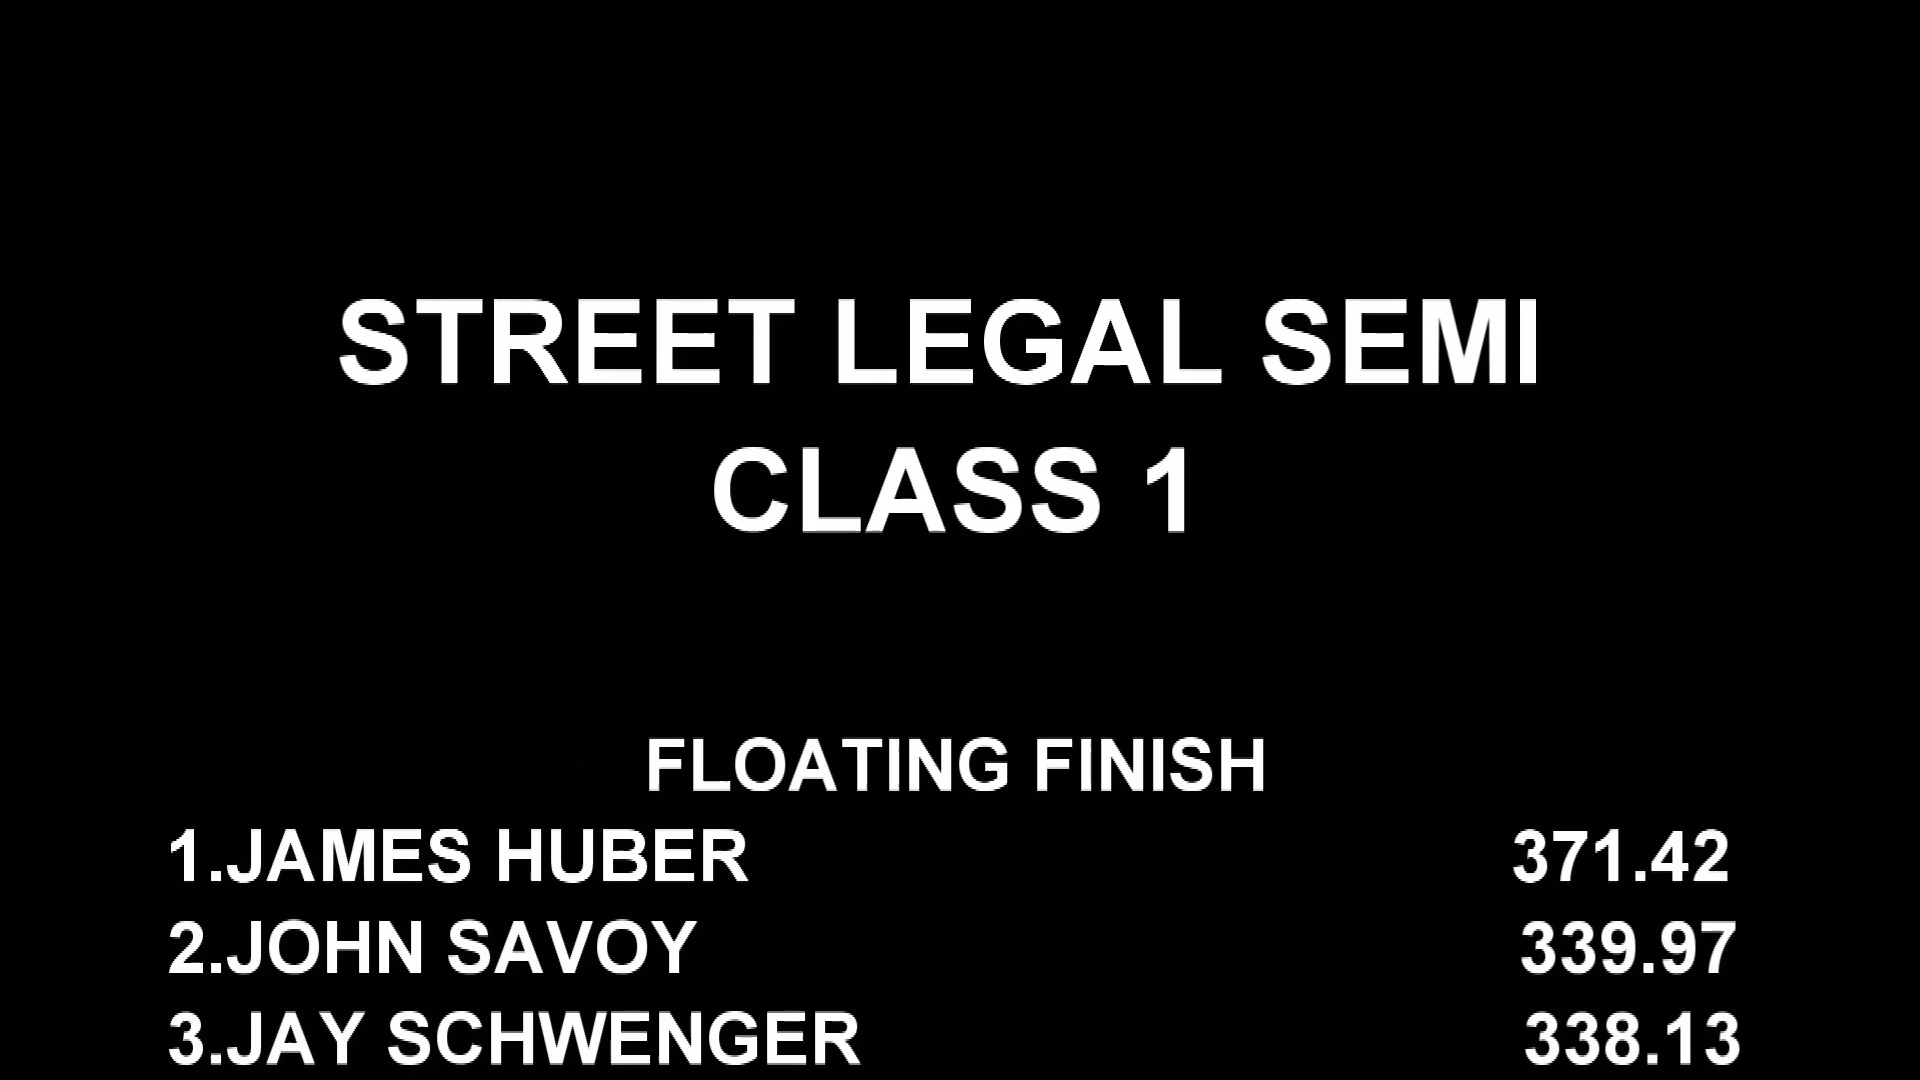 STREET LEGAL SEMI
CLASS 1
FLOATING FINISH
1.JAMES HUBER 371.42
2.JOHN SAVOY 339.97
3.JAY SCHWENGER 338.13